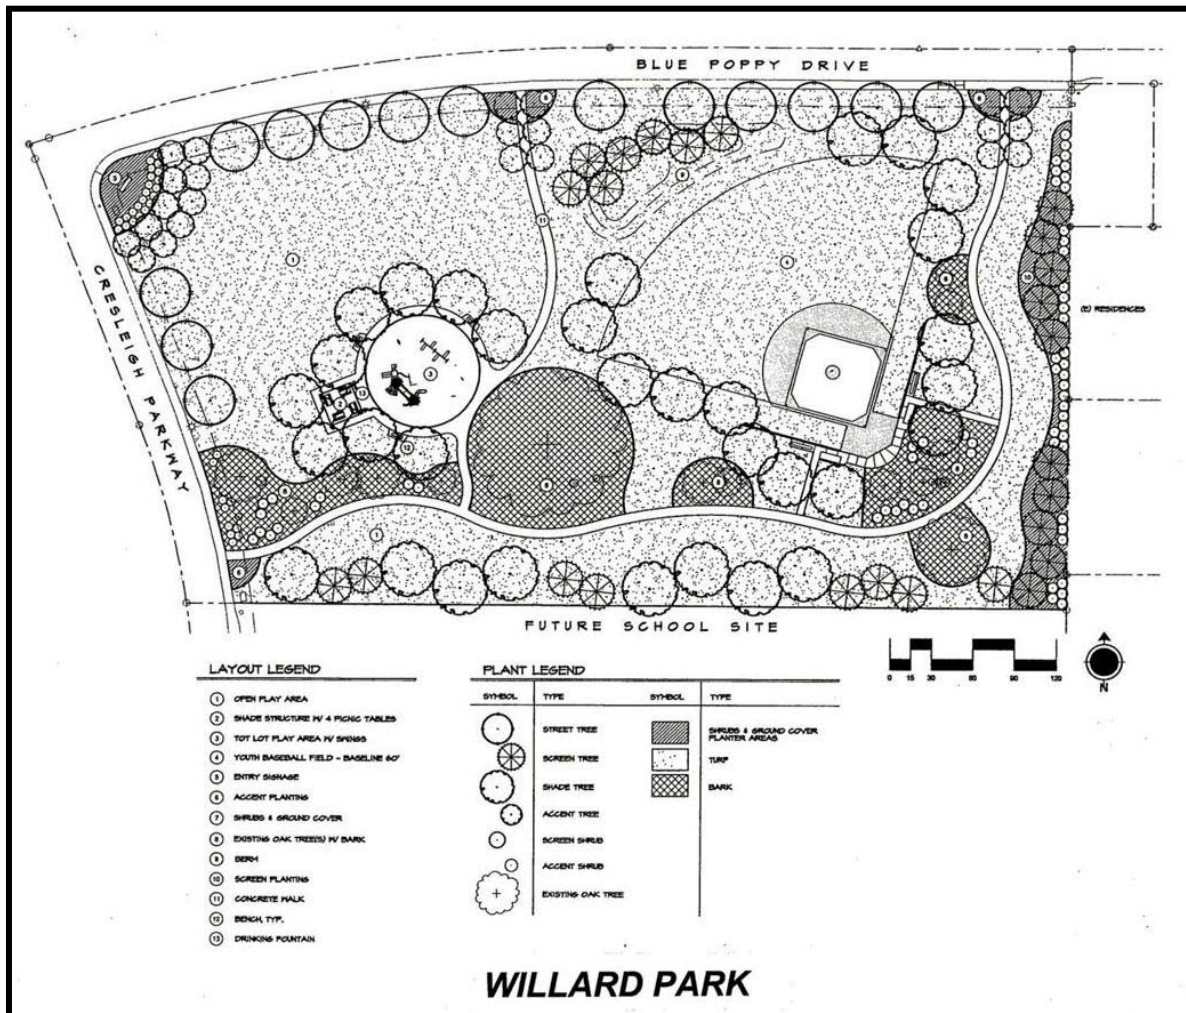 BLUE POPPY DRIVE
CRESLEIGH PARKWAY
(E) RESIDENCES
FUTURE SCHOOL SITE
0 15 30 60 90 120
N
LAYOUT LEGEND
1 OPEN PLAY AREA
2 SHADE STRUCTURE W/ 4 PICNIC TABLES
3 TOT LOT PLAY AREA W/ SWINGS
4 YOUTH BASEBALL FIELD - BASELINE 60'
5 ENTRY SIGNAGE
6 ACCENT PLANTING
7 SHRUBS & GROUND COVER
8 EXISTING OAK TREE(S) W/ BARK
9 BERM
10 SCREEN PLANTING
11 CONCRETE WALK
12 BENCH, TYP.
13 DRINKING FOUNTAIN
PLANT LEGEND
SYMBOL TYPE SYMBOL TYPE
STREET TREE
SCREEN TREE
SHADE TREE
ACCENT TREE
SCREEN SHRUB
ACCENT SHRUB
EXISTING OAK TREE
SHRUBS & GROUND COVER
PLANTER AREAS
TURF
BARK
WILLARD PARK